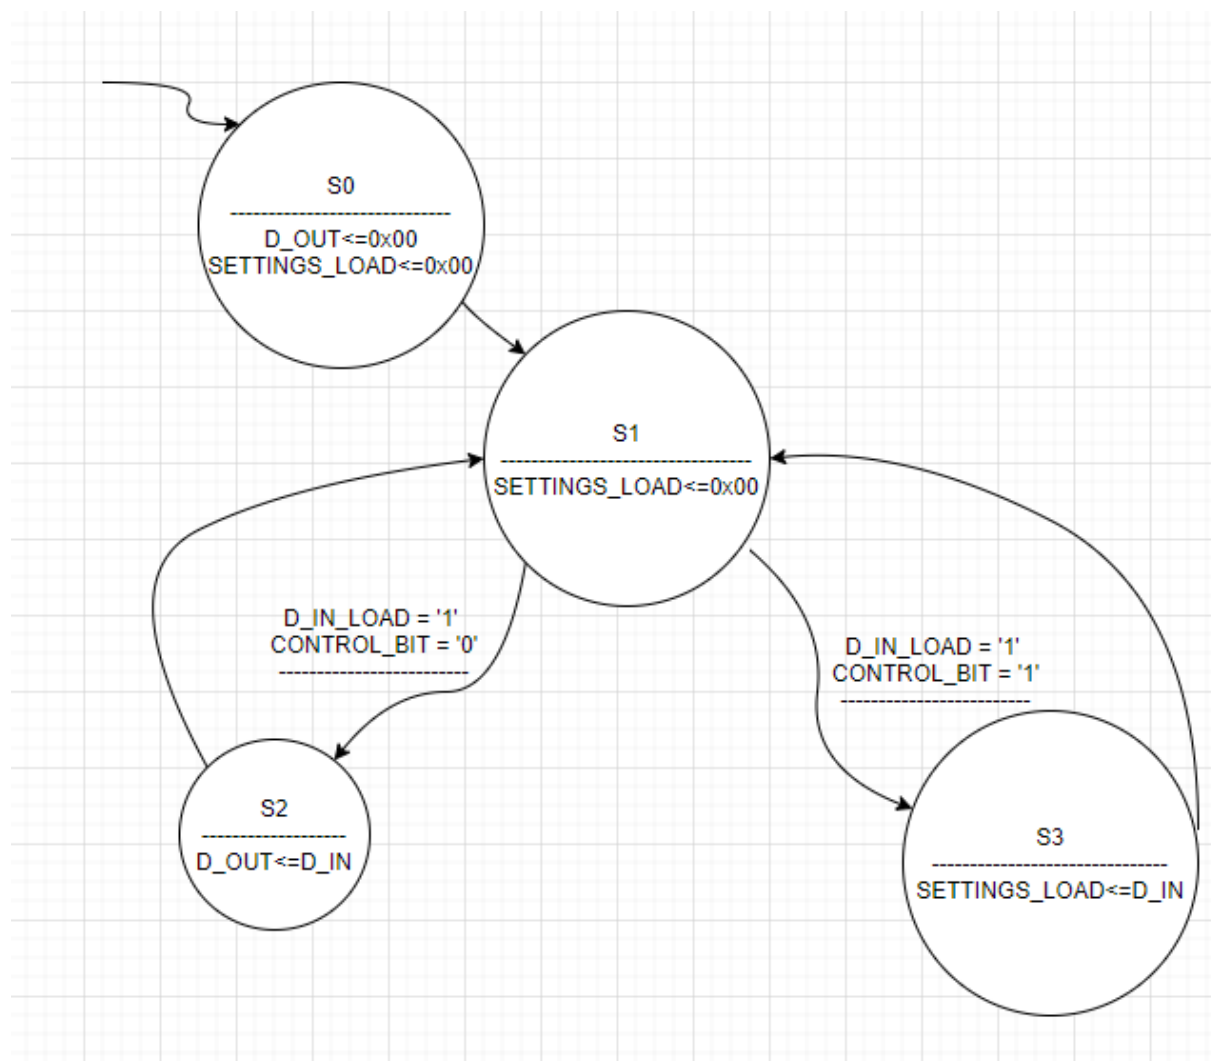 S0
-----------------------------
D_OUT<=0x00
SETTINGS_LOAD<=0x00
S1
---------------------------------
SETTINGS_LOAD<=0x00
D_IN_LOAD = '1'
CONTROL_BIT = '0'
-------------------------
D_IN_LOAD = '1'
CONTROL_BIT = '1'
-------------------------
S2
-------------------
D_OUT<=D_IN
S3
-------------------------------
SETTINGS_LOAD<=D_IN